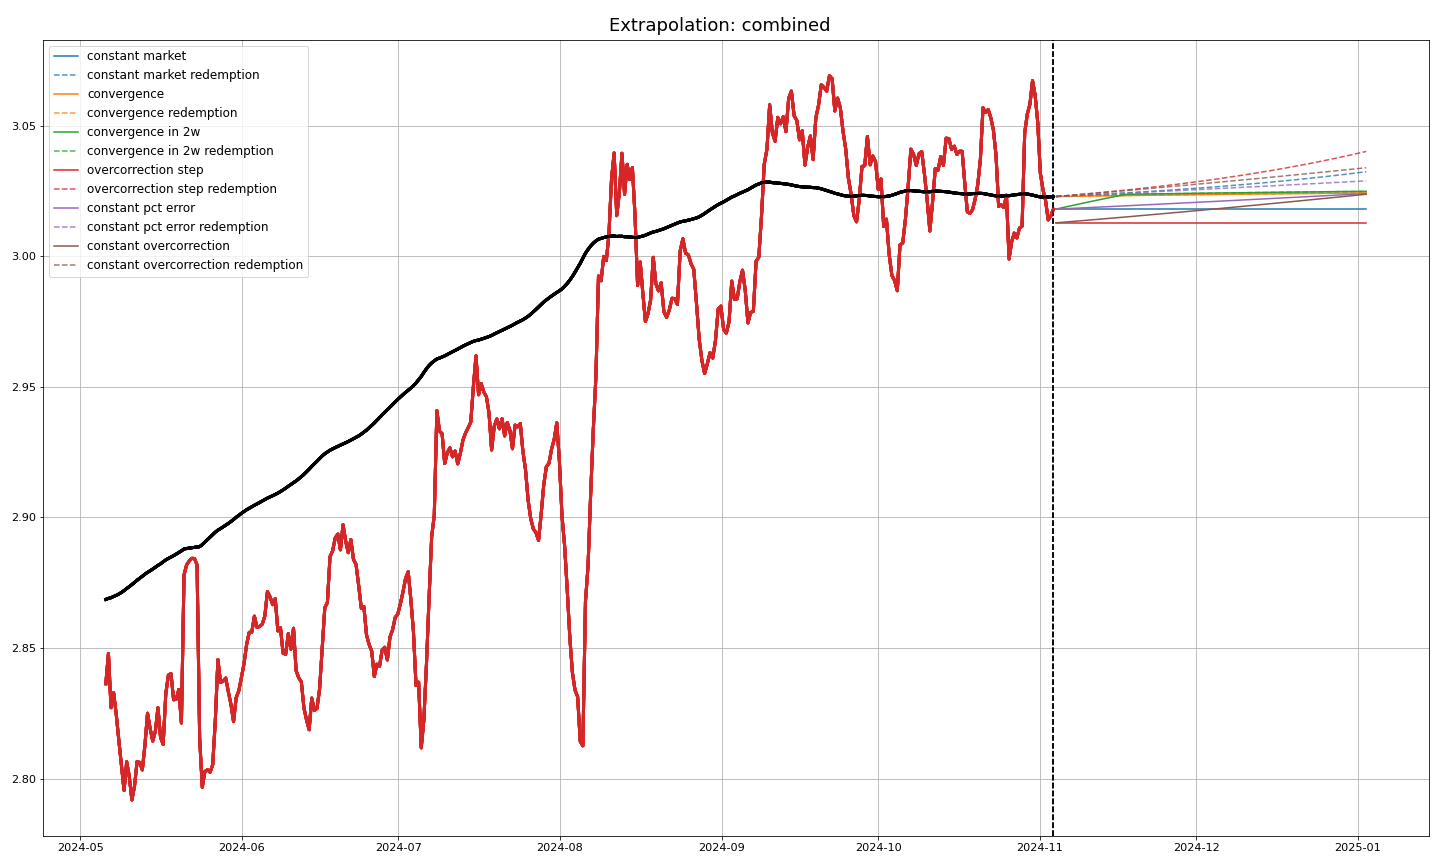 Extrapolation: combined
constant market
constant market redemption
convergence
convergence redemption
convergence in 2w
convergence in 2w redemption
overcorrection step
overcorrection step redemption
constant pct error
constant pct error redemption
constant overcorrection
constant overcorrection redemption
3.05
3.00
2.95
2.90
2.85
2.80
2024-05 2024-06 2024-07 2024-08 2024-09 2024-10 2024-11 2024-12 2025-01